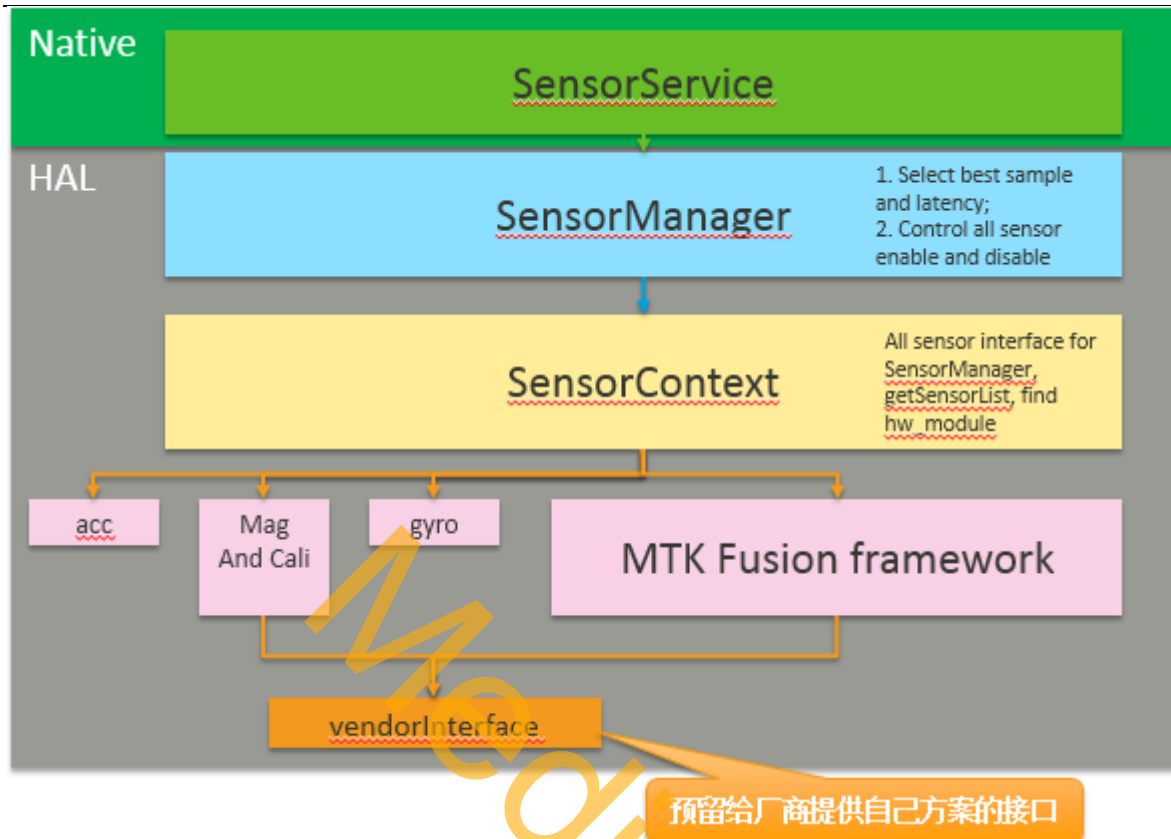 Native
SensorService
HAL
SensorManager
1. Select best sample
and latency;
2. Control all sensor
enable and disable
SensorContext
All sensor interface for
SensorManager,
getSensorList, find
hw_module
acc
Mag
And Cali
gyro
MTK Fusion framework
vendorInterface
预留给厂商提供自己方案的接口